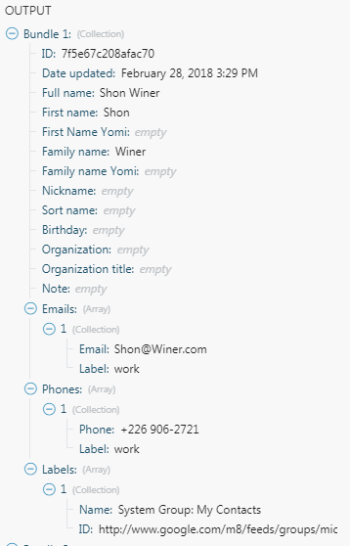 OUTPUT
Bundle 1: (Collection)
ID: 7f5e67c208afac70
Date updated: February 28, 2018 3:29 PM
Full name: Shon Winer
First name: Shon
First Name Yomi: empty
Family name: Winer
Family name Yomi: empty
Nickname: empty
Sort name: empty
Birthday: empty
Organization: empty
Organization title: empty
Note: empty
Emails: (Array)
1 (Collection)
Email: Shon@Winer.com
Label: work
Phones: (Array)
1 (Collection)
Phone: +226 906-2721
Label: work
Labels: (Array)
1 (Collection)
Name: System Group: My Contacts
ID: http://www.google.com/m8/feeds/groups/mic